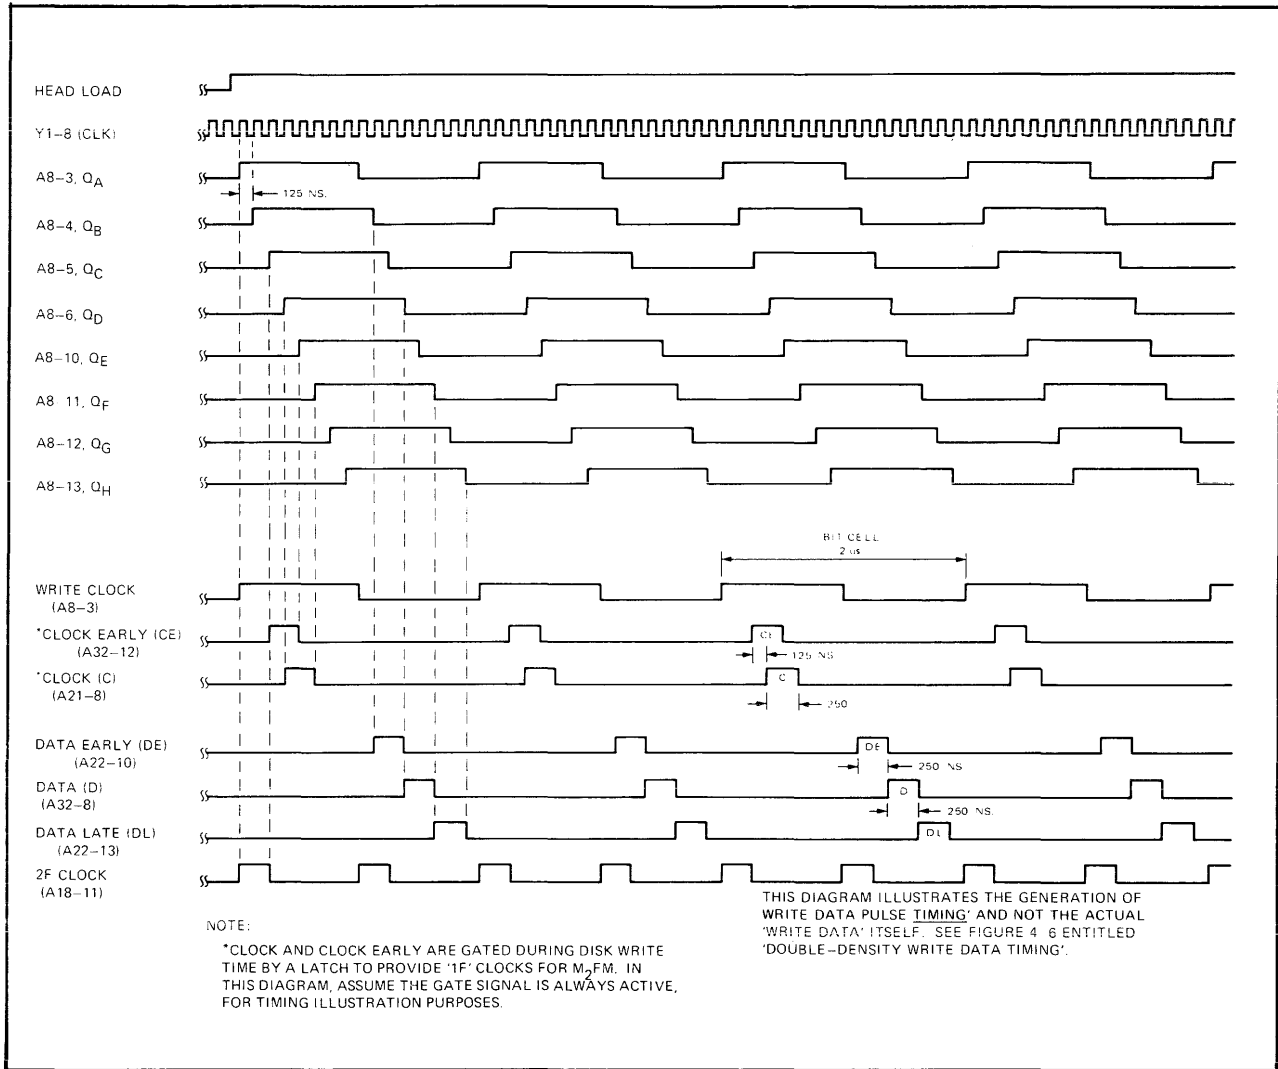 HEAD LOAD
Y1-8 (CLK)
A8-3, QA
125 NS.
A8-4, QB
A8-5, QC
A8-6, QD
A8-10, QE
A8 11, QF
A8-12, QG
A8-13, QH
BIT CELL
2 us
WRITE CLOCK
(A8-3)
*CLOCK EARLY (CE)
(A32-12)
CE
125 NS
*CLOCK (C)
(A21-8)
C
250
DATA EARLY (DE)
(A22-10)
DE
250 NS.
DATA (D)
(A32-8)
D
250 NS.
DATA LATE (DL)
(A22-13)
DL
2F CLOCK
(A18-11)
NOTE:
*CLOCK AND CLOCK EARLY ARE GATED DURING DISK WRITE
TIME BY A LATCH TO PROVIDE '1F' CLOCKS FOR M2FM. IN
THIS DIAGRAM, ASSUME THE GATE SIGNAL IS ALWAYS ACTIVE,
FOR TIMING ILLUSTRATION PURPOSES.
THIS DIAGRAM ILLUSTRATES THE GENERATION OF
WRITE DATA PULSE TIMING' AND NOT THE ACTUAL
'WRITE DATA' ITSELF. SEE FIGURE 4 6 ENTITLED
'DOUBLE-DENSITY WRITE DATA TIMING'.